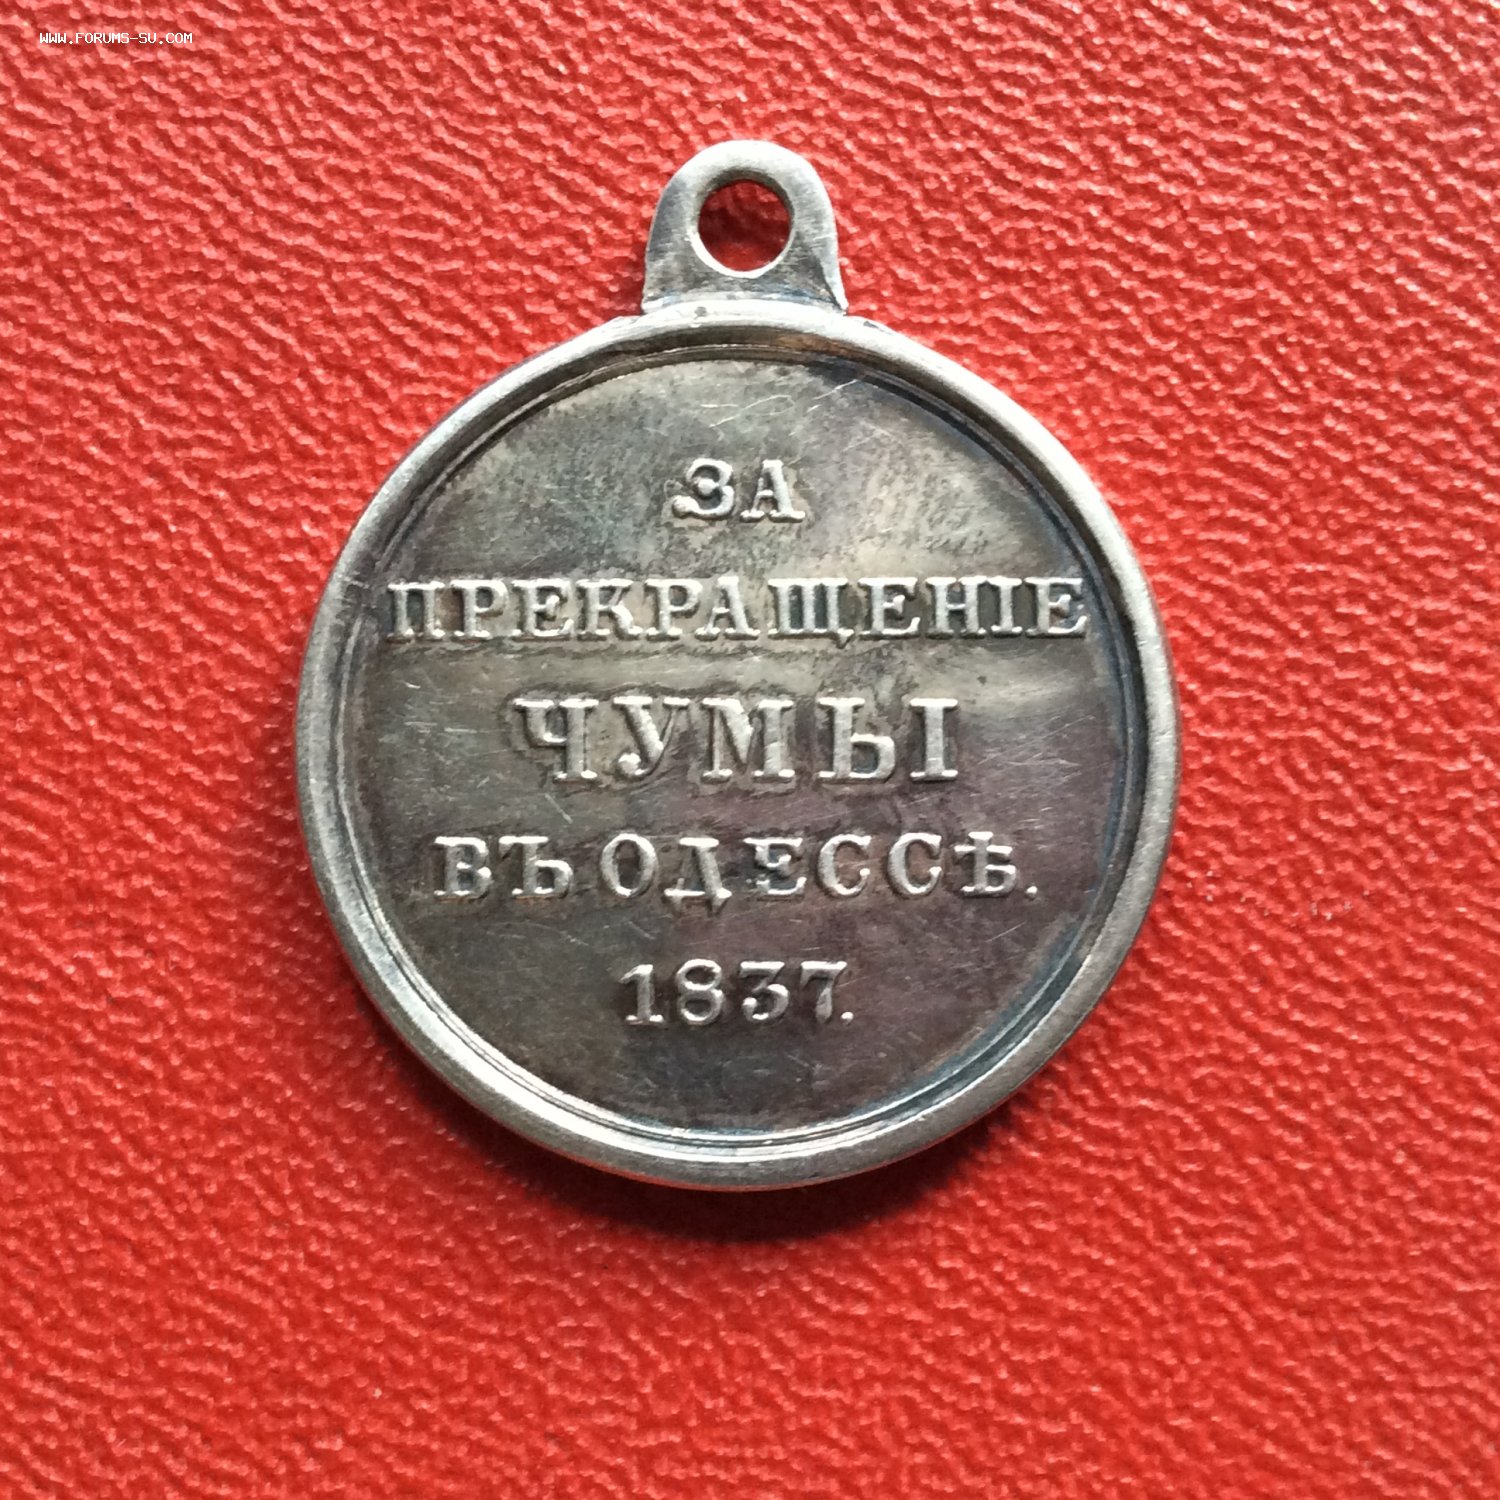 WWW.FORUMS-SU.COM
ЗА
ПРЕКРАЩЕНІЕ
ЧУМЫ
ВЪ ОДЕССѢ.
1837.